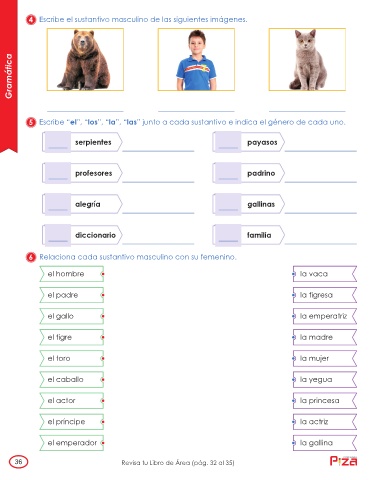 Gramática
4 Escribe el sustantivo masculino de las siguientes imágenes.
5 Escribe "el", "los", "la", "las" junto a cada sustantivo e indica el género de cada uno.
serpientes
payasos
profesores
padrino
alegría
gallinas
diccionario
familia
6 Relaciona cada sustantivo masculino con su femenino.
el hombre
la vaca
el padre
la tigresa
el gallo
la emperatriz
el tigre
la madre
el toro
la mujer
el caballo
la yegua
el actor
la princesa
el príncipe
la actriz
el emperador
la gallina
36
Revisa tu Libro de Área (pág. 32 al 35)